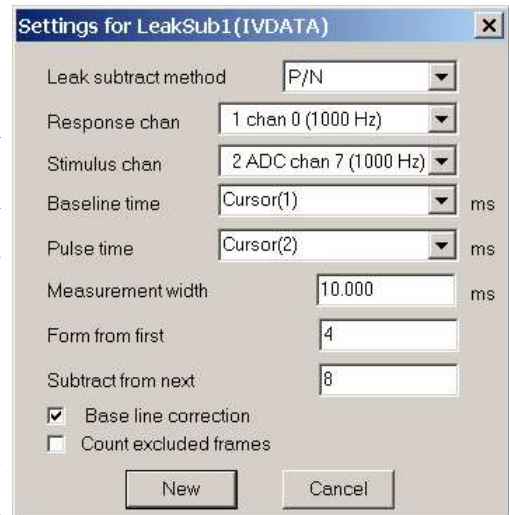 Settings for LeakSub1(IVDATA)
Leak subtract method P/N
Response chan 1 chan 0 (1000 Hz)
Stimulus chan 2 ADC chan 7 (1000 Hz)
Baseline time Cursor(1) ms
Pulse time Cursor(2) ms
Measurement width 10.000 ms
Form from first 4
Subtract from next 8
Base line correction
Count excluded frames
New Cancel